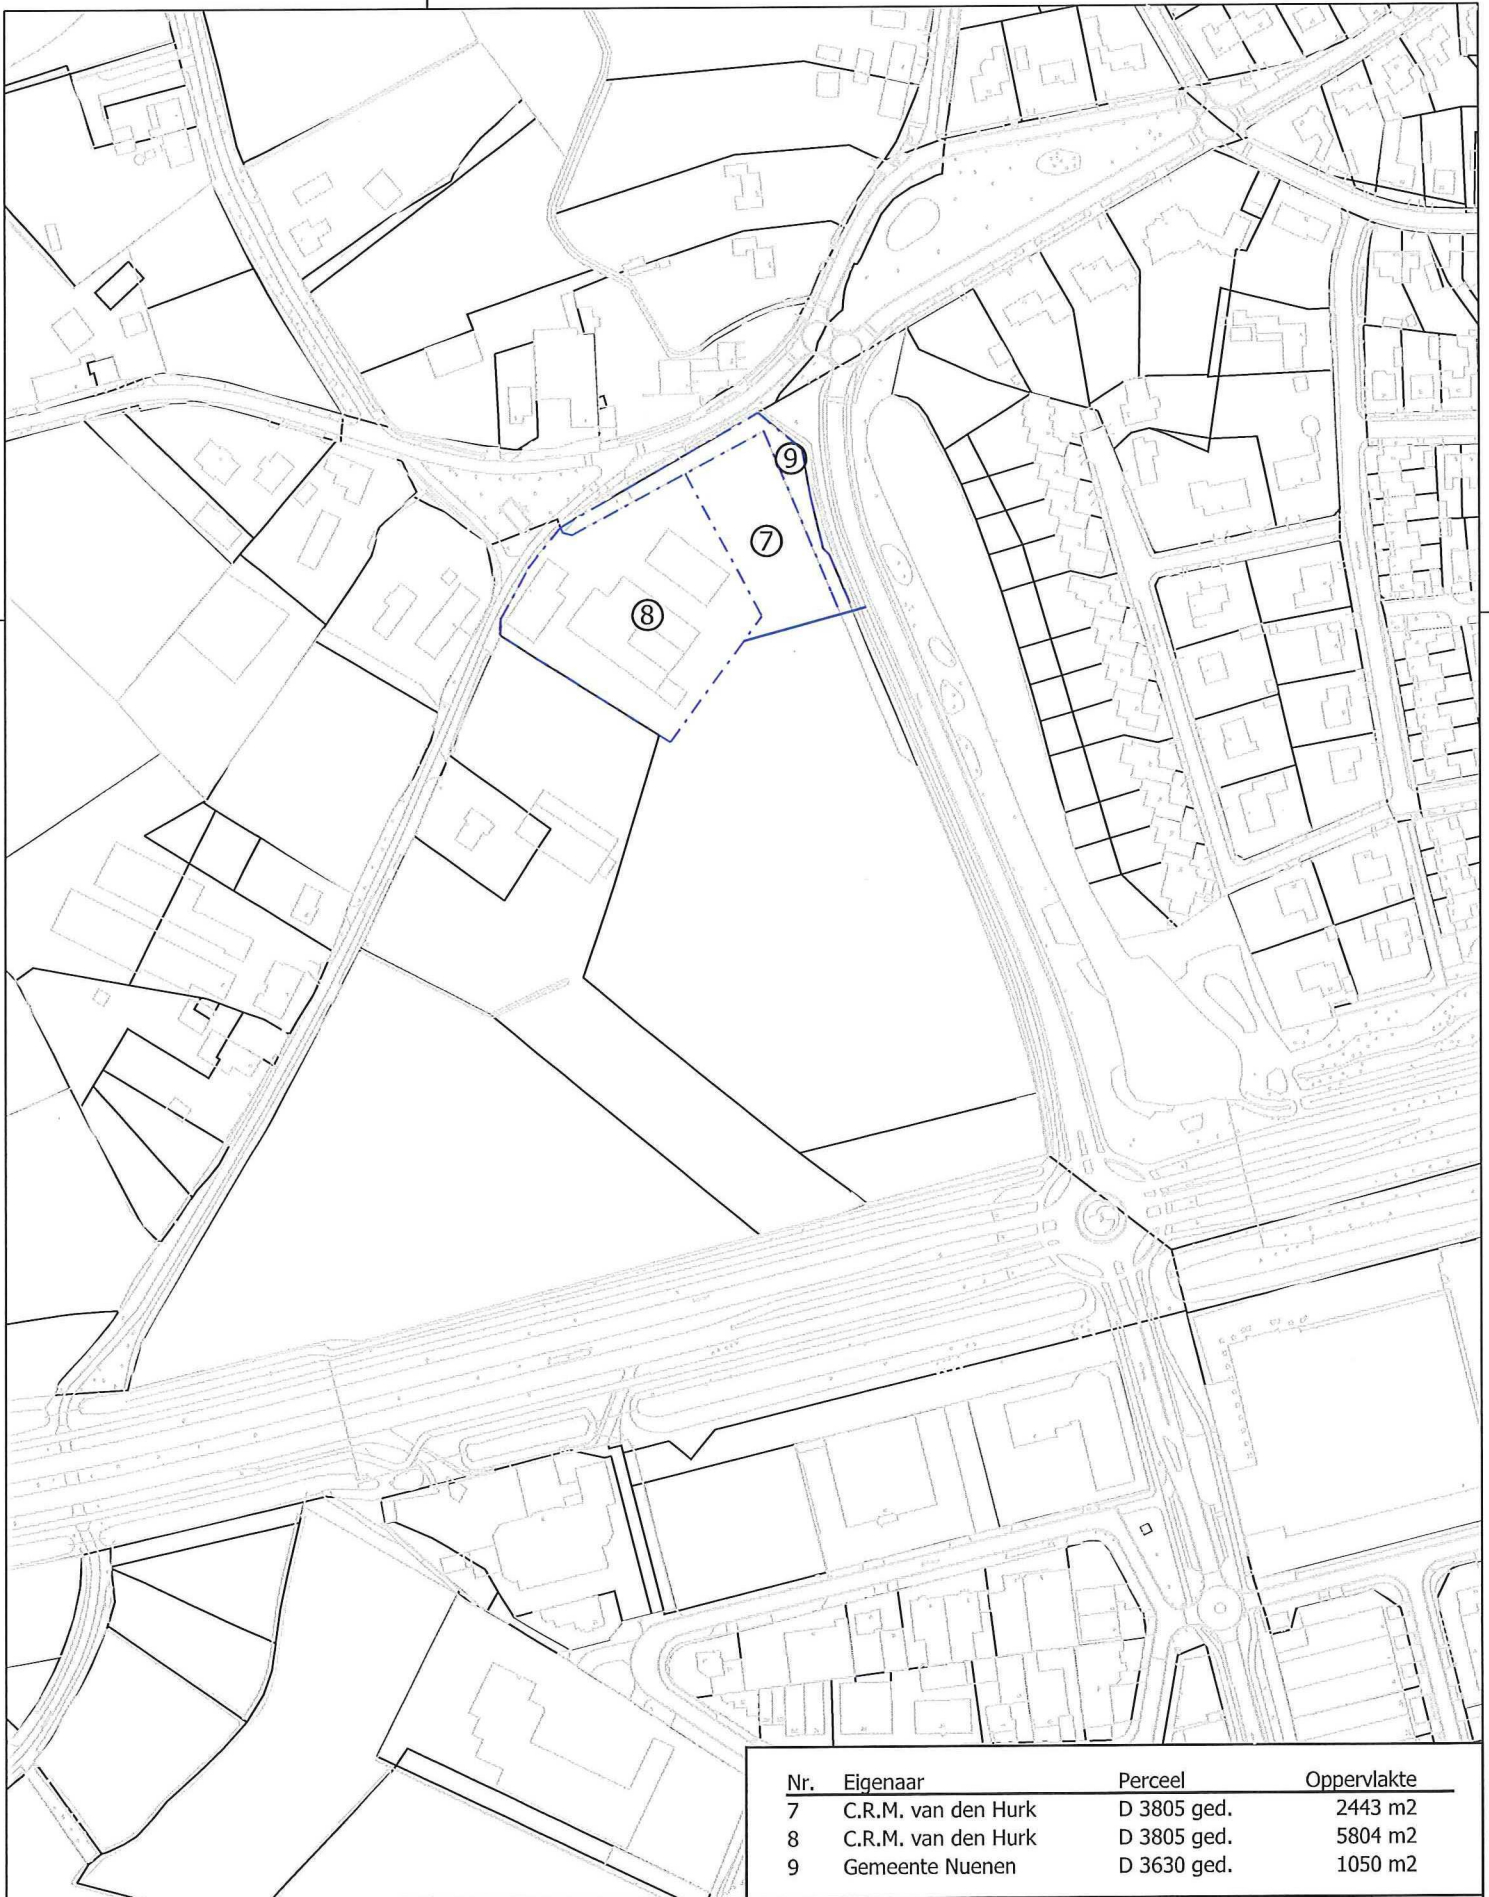 ⑨
⑦
⑧
Nr. Eigenaar Perceel Oppervlakte
7 C.R.M. van den Hurk D 3805 ged. 2443 m2
8 C.R.M. van den Hurk D 3805 ged. 5804 m2
9 Gemeente Nuenen D 3630 ged. 1050 m2